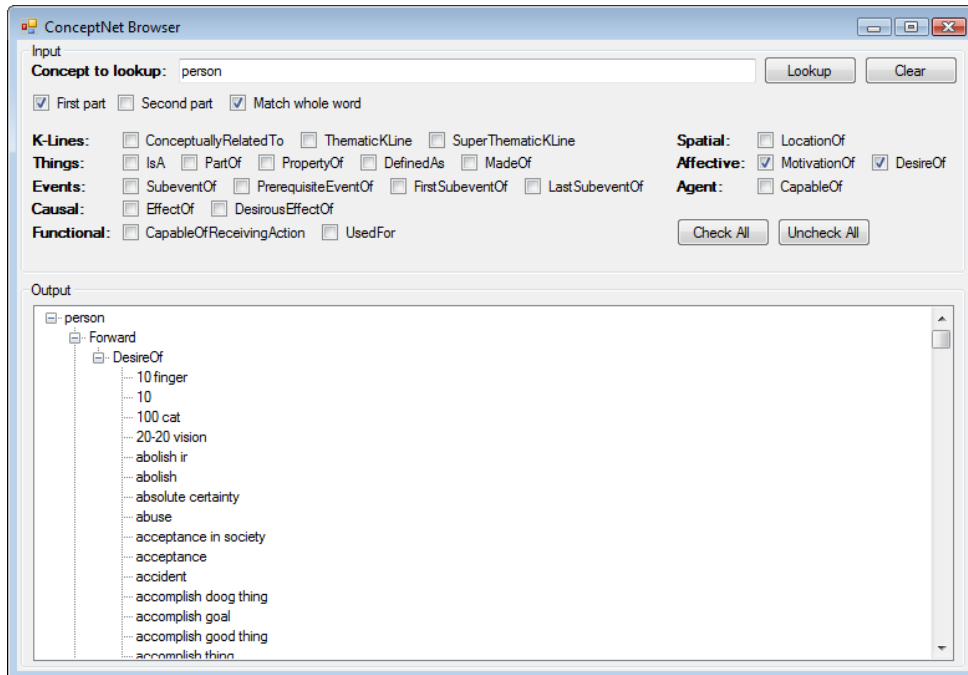 ConceptNet Browser
Input
Concept to lookup: person Lookup Clear
First part Second part Match whole word
K-Lines: ConceptuallyRelatedTo ThematicKLine SuperThematicKLine Spatial: LocationOf
Things: IsA PartOf PropertyOf DefinedAs MadeOf Affective: MotivationOf DesireOf
Events: SubeventOf PrerequisiteEventOf FirstSubeventOf LastSubeventOf Agent: CapableOf
Causal: EffectOf DesirousEffectOf
Functional: CapableOfReceivingAction UsedFor Check All Uncheck All
Output
person
Forward
DesireOf
10 finger
10
100 cat
20-20 vision
abolish ir
abolish
absolute certainty
abuse
acceptance in society
acceptance
accident
accomplish doog thing
accomplish goal
accomplish good thing
accomplish thing